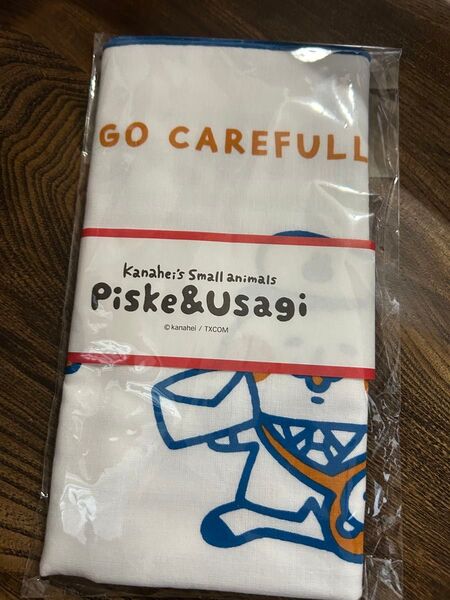 GO CAREFULL
Kanahei's Small animals
Piske&Usagi
©kanahei / TXCOM